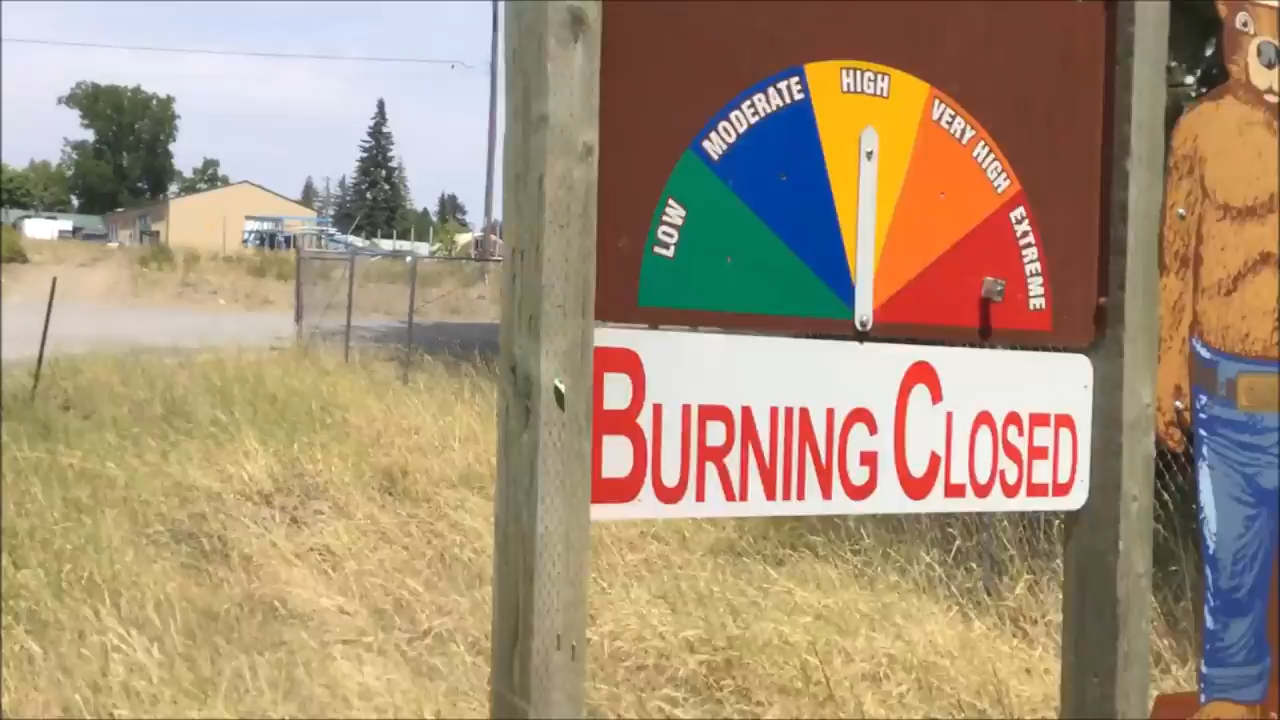 LOW
MODERATE
HIGH
VERY HIGH
EXTREME
BURNING CLOSED